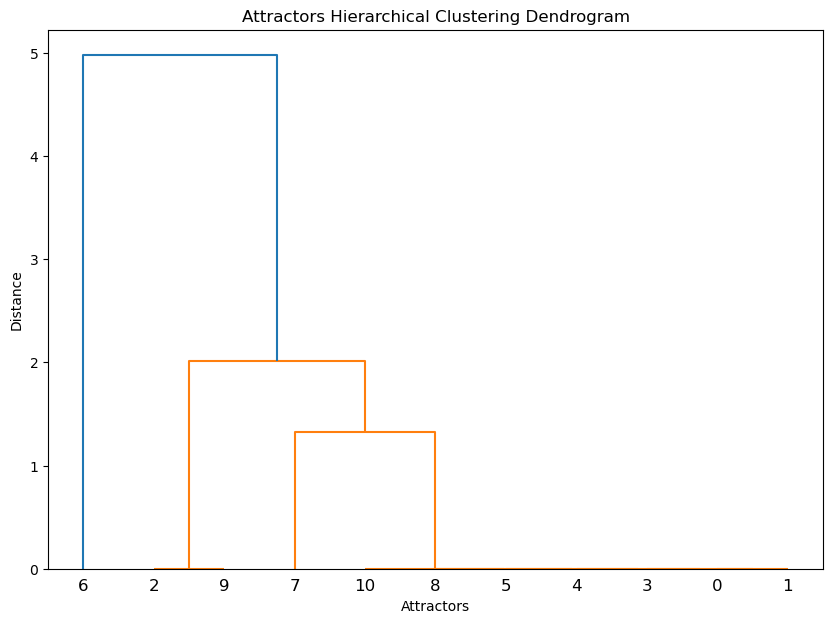 Attractors Hierarchical Clustering Dendrogram
5
4
3
2
1
0
Distance
6 2 9 7 10 8 5 4 3 0 1
Attractors